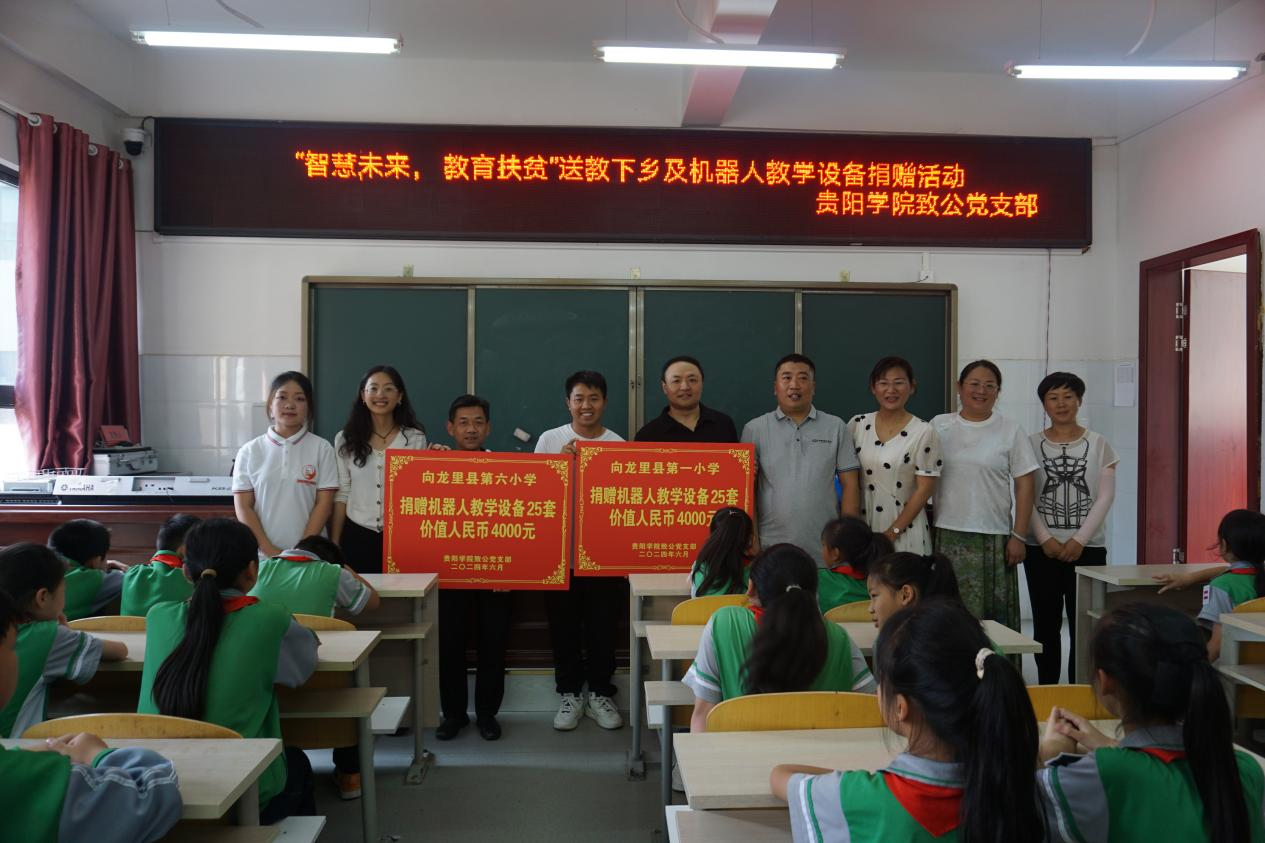 “智慧未来，教育扶贫”送教下乡及机器人教学设备捐赠活动
贵阳学院致公党支部
向龙里县第六小学
捐赠机器人教学设备25套
价值人民币4000元
贵阳学院致公党支部
二〇二四年六月
向龙里县第一小学
捐赠机器人教学设备25套
价值人民币4000元
贵阳学院致公党支部
二〇二四年六月
YAMAHA